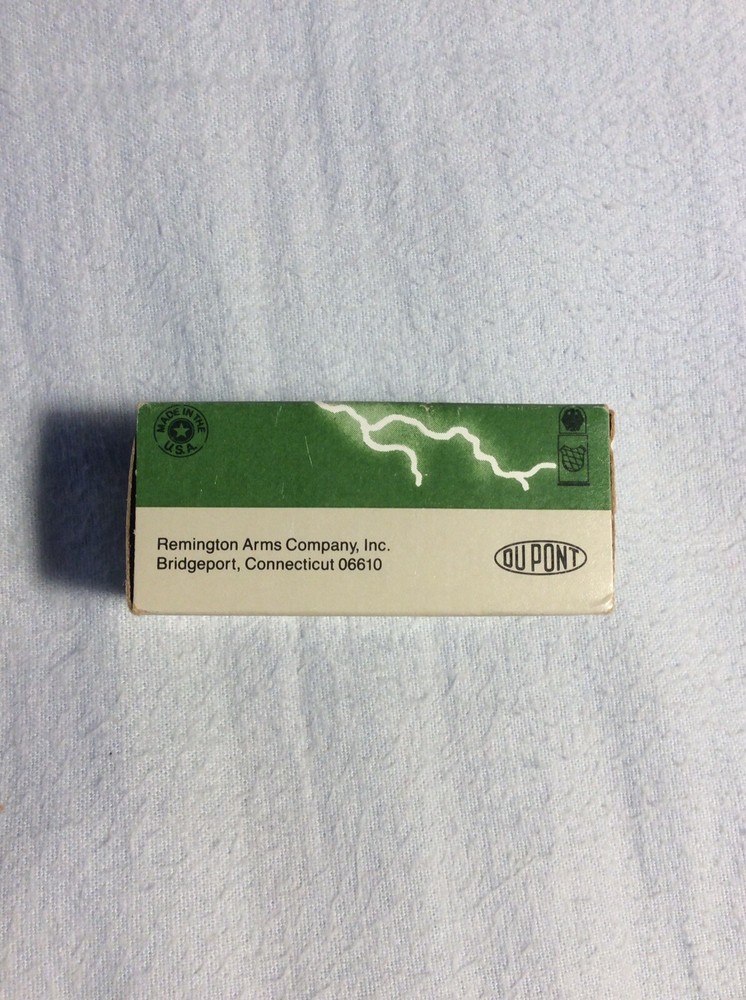 MADE IN THE
U.S.A.
Remington Arms Company, Inc.
Bridgeport, Connecticut 06610
DU PONT